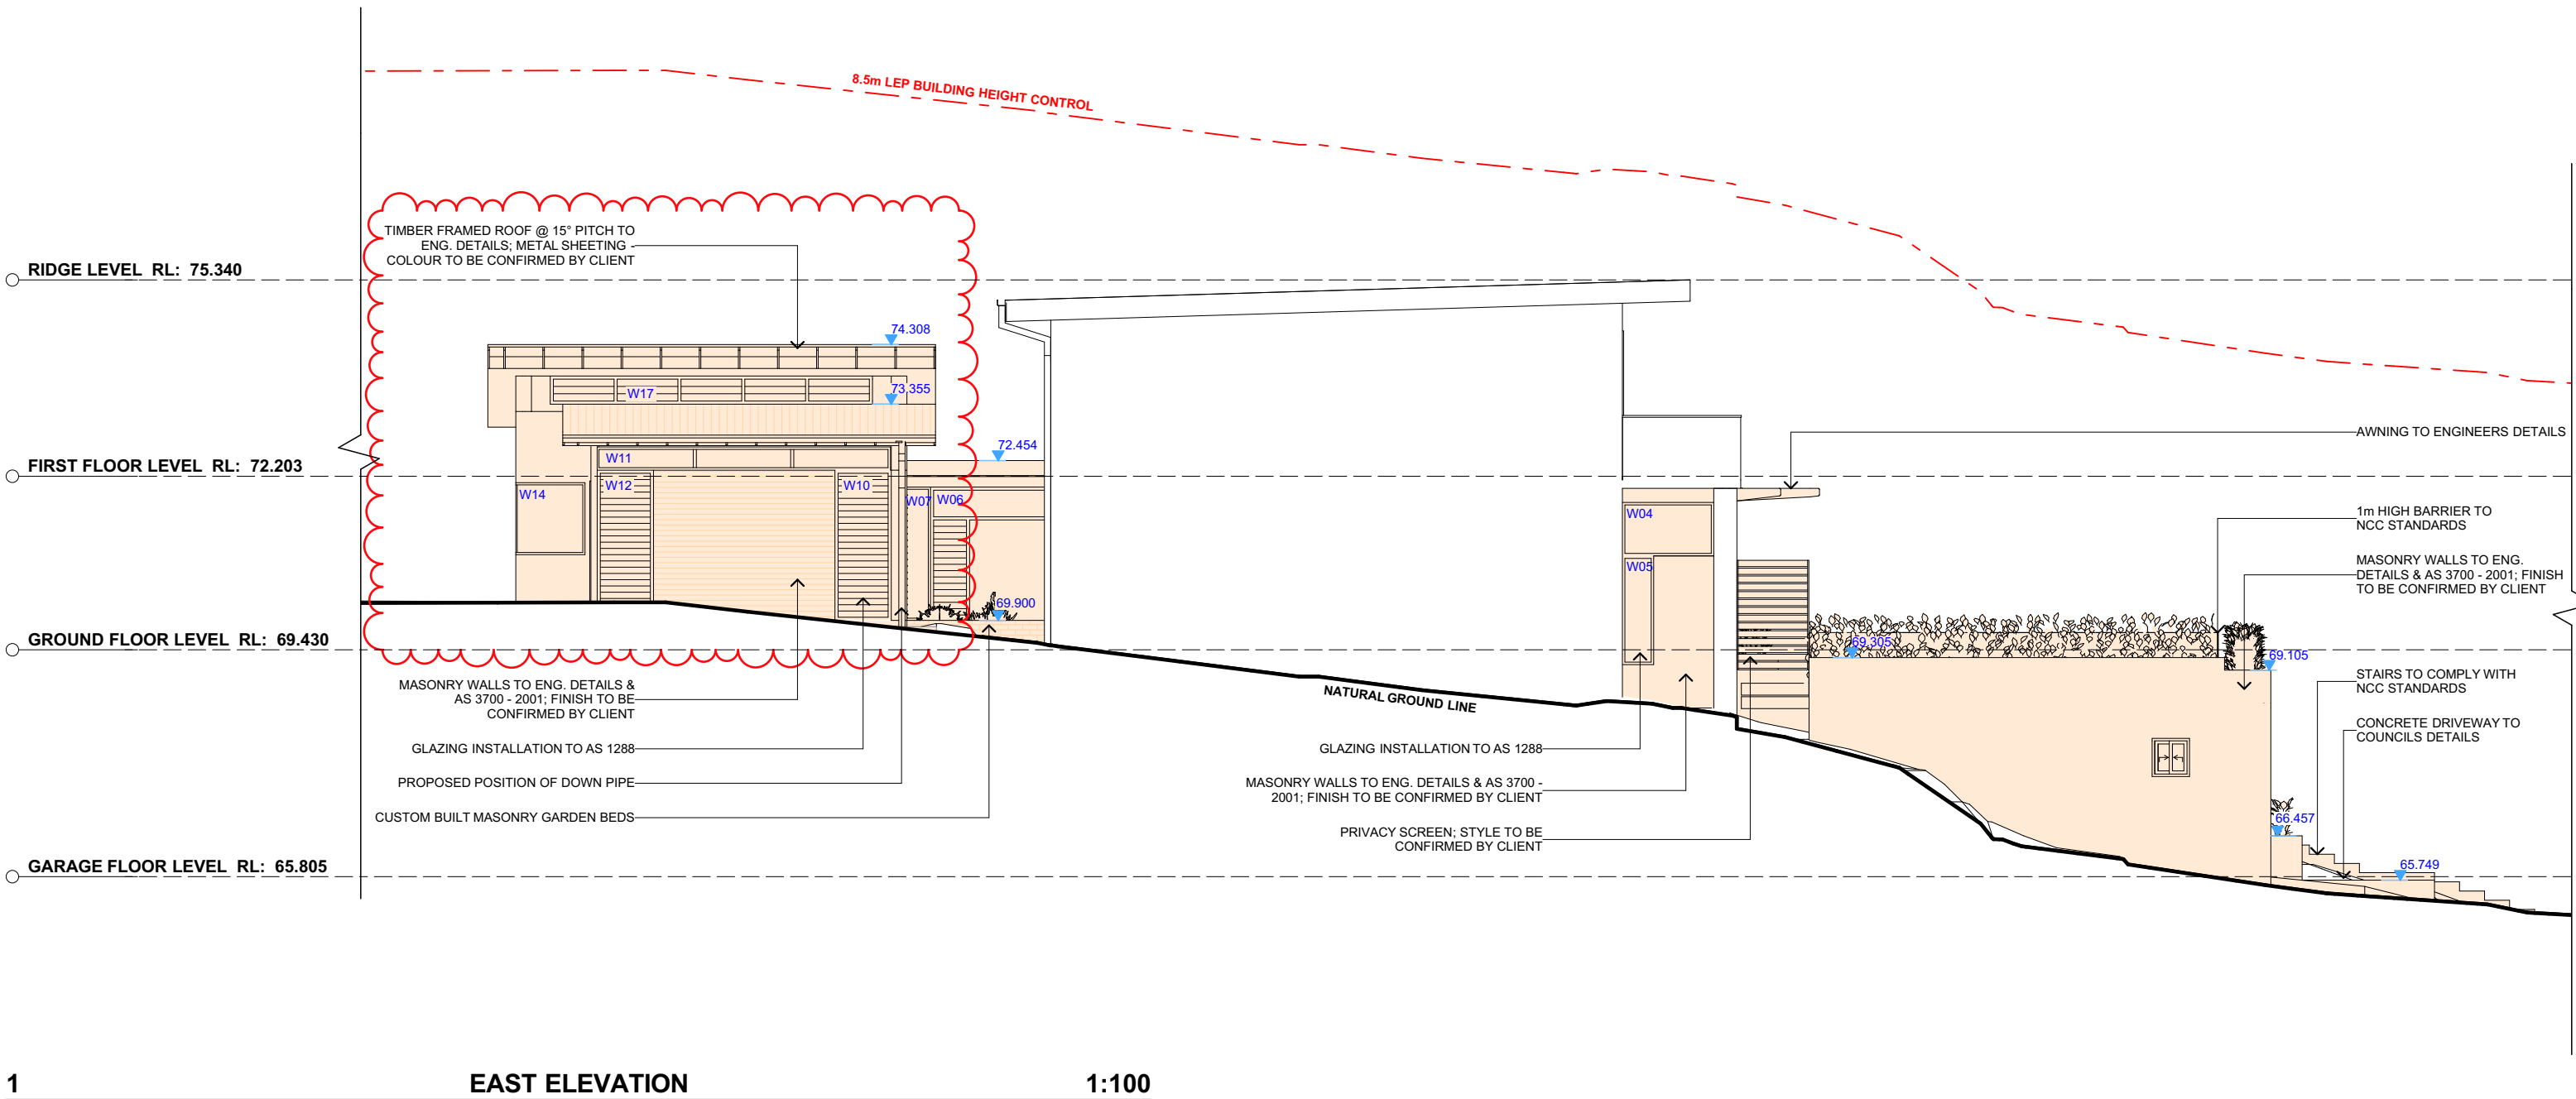 8.5m LEP BUILDING HEIGHT CONTROL
TIMBER FRAMED ROOF @ 15° PITCH TO
ENG. DETAILS; METAL SHEETING -
COLOUR TO BE CONFIRMED BY CLIENT
RIDGE LEVEL RL: 75.340
74.308
73.355
W17
AWNING TO ENGINEERS DETAILS
72.454
FIRST FLOOR LEVEL RL: 72.203
W11
W14
W12
W10
W07
W06
W04
W05
1m HIGH BARRIER TO
NCC STANDARDS
MASONRY WALLS TO ENG.
DETAILS & AS 3700 - 2001; FINISH
TO BE CONFIRMED BY CLIENT
69.900
GROUND FLOOR LEVEL RL: 69.430
69.305
69.105
MASONRY WALLS TO ENG. DETAILS &
AS 3700 - 2001; FINISH TO BE
CONFIRMED BY CLIENT
NATURAL GROUND LINE
STAIRS TO COMPLY WITH
NCC STANDARDS
CONCRETE DRIVEWAY TO
COUNCILS DETAILS
GLAZING INSTALLATION TO AS 1288
PROPOSED POSITION OF DOWN PIPE
CUSTOM BUILT MASONRY GARDEN BEDS
GLAZING INSTALLATION TO AS 1288
MASONRY WALLS TO ENG. DETAILS & AS 3700 -
2001; FINISH TO BE CONFIRMED BY CLIENT
PRIVACY SCREEN; STYLE TO BE
CONFIRMED BY CLIENT
66.457
GARAGE FLOOR LEVEL RL: 65.805
65.749
1 EAST ELEVATION 1:100